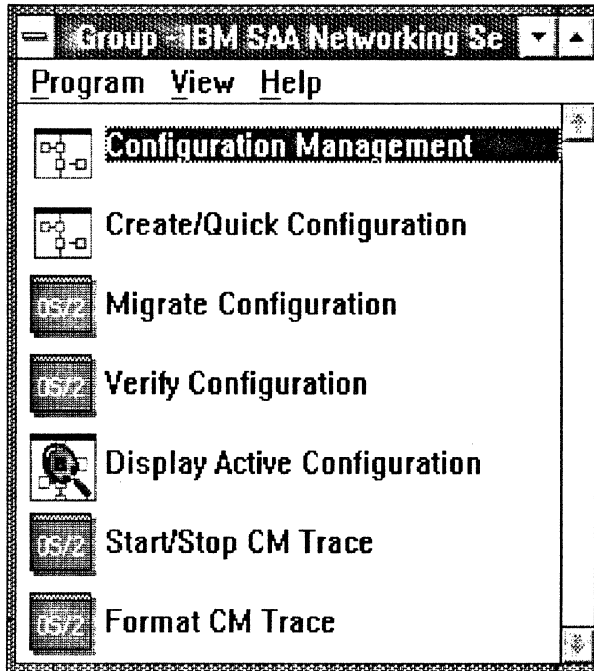 Group - IBM SAA Networking Se
Program View Help
Configuration Management
Create/Quick Configuration
OS/2 Migrate Configuration
OS/2 Verify Configuration
Display Active Configuration
OS/2 Start/Stop CM Trace
OS/2 Format CM Trace